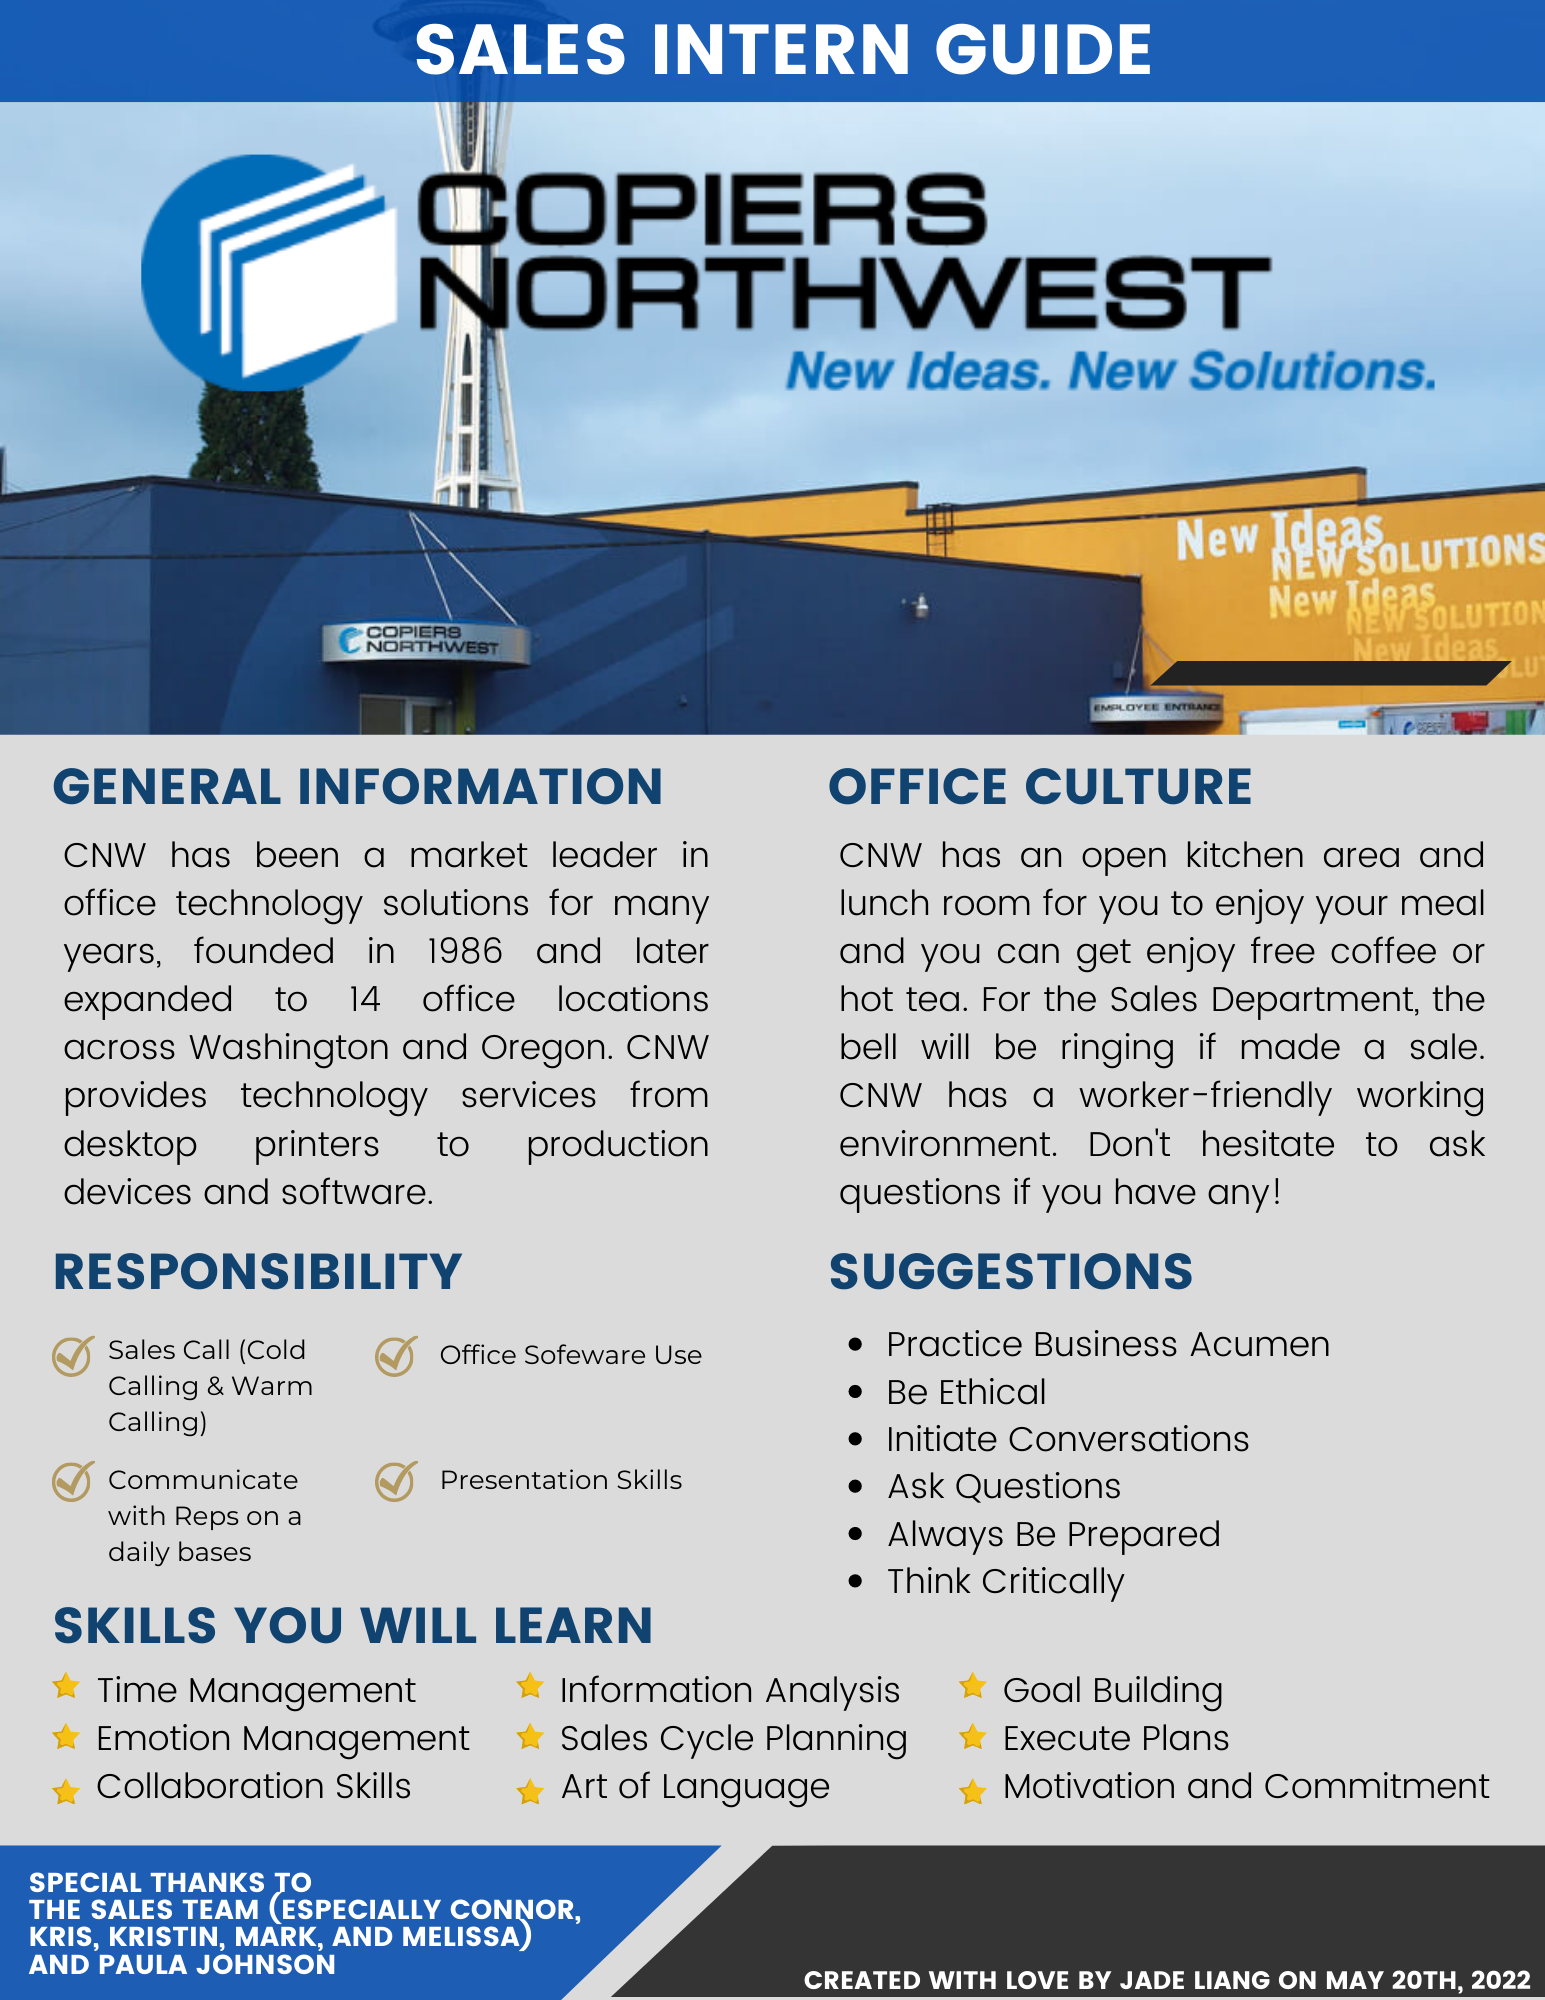 SALES INTERN GUIDE
COPIERS
NORTHWEST
New Ideas. New Solutions.
New Ideas
NEW SOLUTIONS
New Ideas
NEW SOLUTION
New Ideas
COPIERS
NORTHWEST
EMPLOYEE ENTRANCE
GENERAL INFORMATION
CNW has been a market leader in
office technology solutions for many
years, founded in 1986 and later
expanded to 14 office locations
across Washington and Oregon. CNW
provides technology services from
desktop printers to production
devices and software.
OFFICE CULTURE
CNW has an open kitchen area and
lunch room for you to enjoy your meal
and you can get enjoy free coffee or
hot tea. For the Sales Department, the
bell will be ringing if made a sale.
CNW has a worker-friendly working
environment. Don't hesitate to ask
questions if you have any!
RESPONSIBILITY
Sales Call (Cold
Calling & Warm
Calling)
Office Sofeware Use
Communicate
with Reps on a
daily bases
Presentation Skills
SUGGESTIONS
Practice Business Acumen
Be Ethical
Initiate Conversations
Ask Questions
Always Be Prepared
Think Critically
SKILLS YOU WILL LEARN
Time Management
Emotion Management
Collaboration Skills
Information Analysis
Sales Cycle Planning
Art of Language
Goal Building
Execute Plans
Motivation and Commitment
SPECIAL THANKS TO
THE SALES TEAM (ESPECIALLY CONNOR,
KRIS, KRISTIN, MARK, AND MELISSA)
AND PAULA JOHNSON
CREATED WITH LOVE BY JADE LIANG ON MAY 20TH, 2022